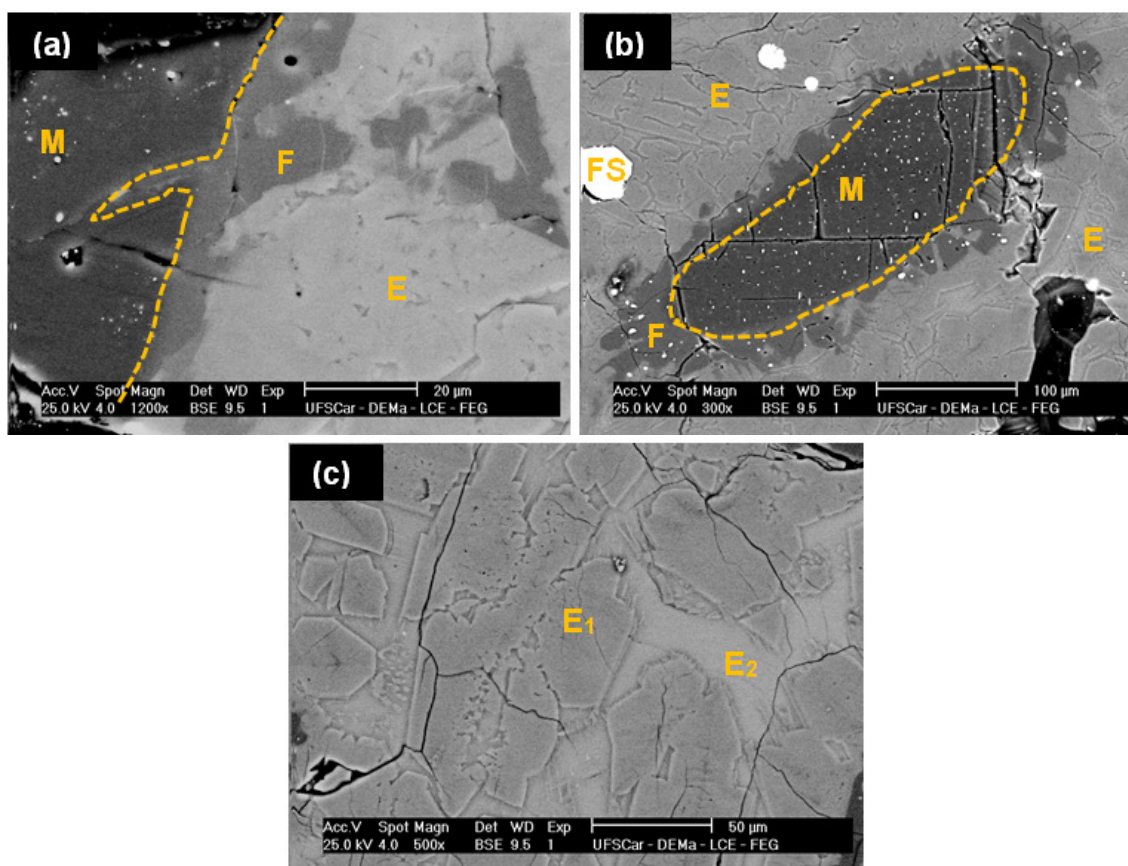 (a)
M
F
E
Acc.V Spot Magn Det WD Exp 20 µm
25.0 kV 4.0 1200x BSE 9.5 1 UFSCar - DEMa - LCE - FEG
(b)
E
FS
M
E
F
Acc.V Spot Magn Det WD Exp 100 µm
25.0 kV 4.0 300x BSE 9.5 1 UFSCar - DEMa - LCE - FEG
(c)
E₁
E₂
Acc.V Spot Magn Det WD Exp 50 µm
25.0 kV 4.0 500x BSE 9.5 1 UFSCar - DEMa - LCE - FEG